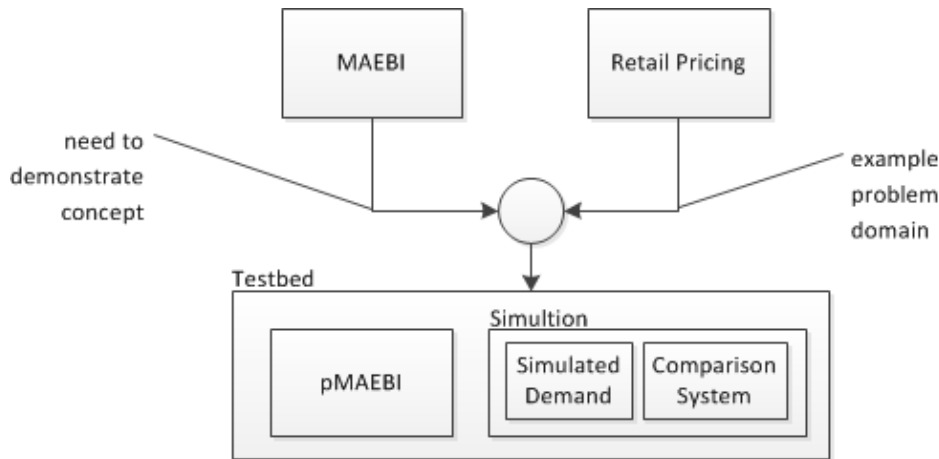 MAEBI
Retail Pricing
need to
demonstrate
concept
example
problem
domain
Testbed
Simultion
pMAEBI
Simulated
Demand
Comparison
System